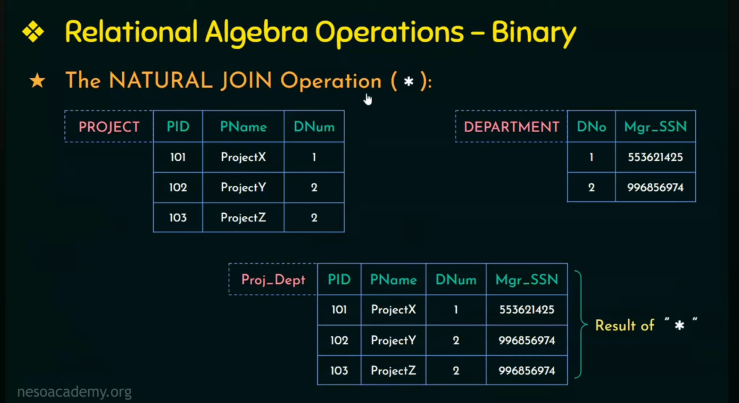 ❖ Relational Algebra Operations – Binary
★ The NATURAL JOIN Operation ( * ):
PROJECT PID PName DNum
101 ProjectX 1
102 ProjectY 2
103 ProjectZ 2
DEPARTMENT DNo Mgr_SSN
1 553621425
2 996856974
Proj_Dept PID PName DNum Mgr_SSN
101 ProjectX 1 553621425
102 ProjectY 2 996856974
103 ProjectZ 2 996856974
Result of “ * “
nesoacademy.org